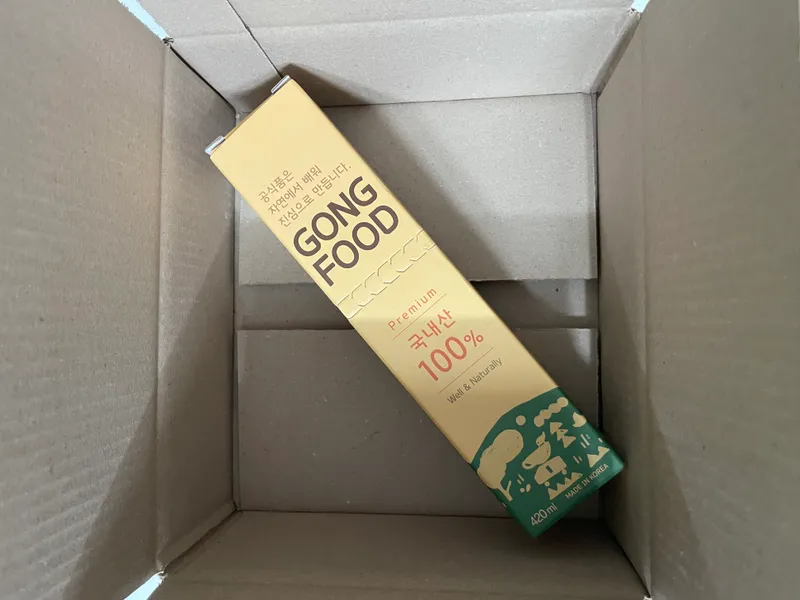 공식품은
자연에서 배워
진심으로 만듭니다.
GONG
FOOD
Premium
국내산
100%
Well & Naturally
420ml
MADE IN KOREA